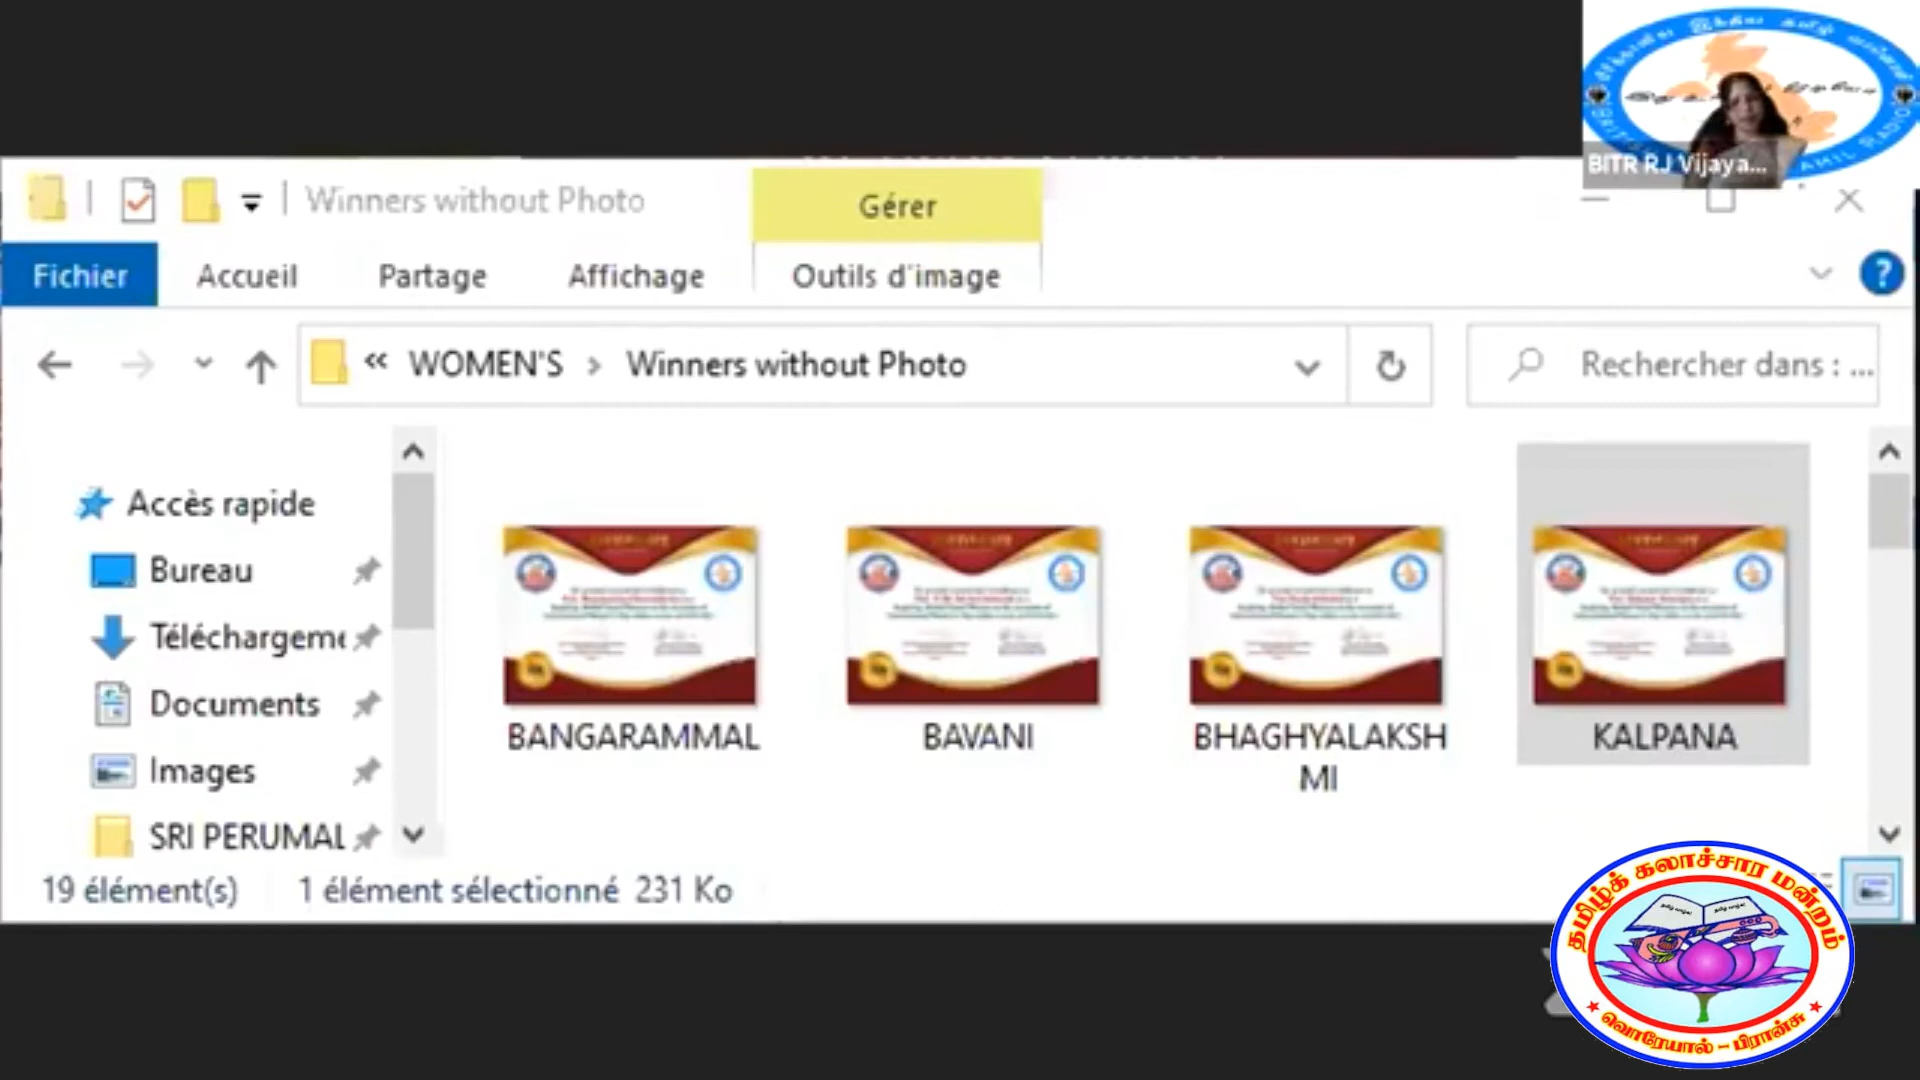 BITR RJ Vijaya...
Winners without Photo
Gérer
Fichier
Accueil
Partage
Affichage
Outils d'image
?
« WOMEN'S > Winners without Photo
Rechercher dans : ...
Accès rapide
Bureau
Téléchargeme
Documents
Images
SRI PERUMAL
BANGARAMMAL
BAVANI
BHAGHYALAKSH
MI
KALPANA
19 élément(s)
1 élément sélectionné 231 Ko
தமிழ்க் கலாச்சார மன்றம்
வொரேயால் – பிரான்சு